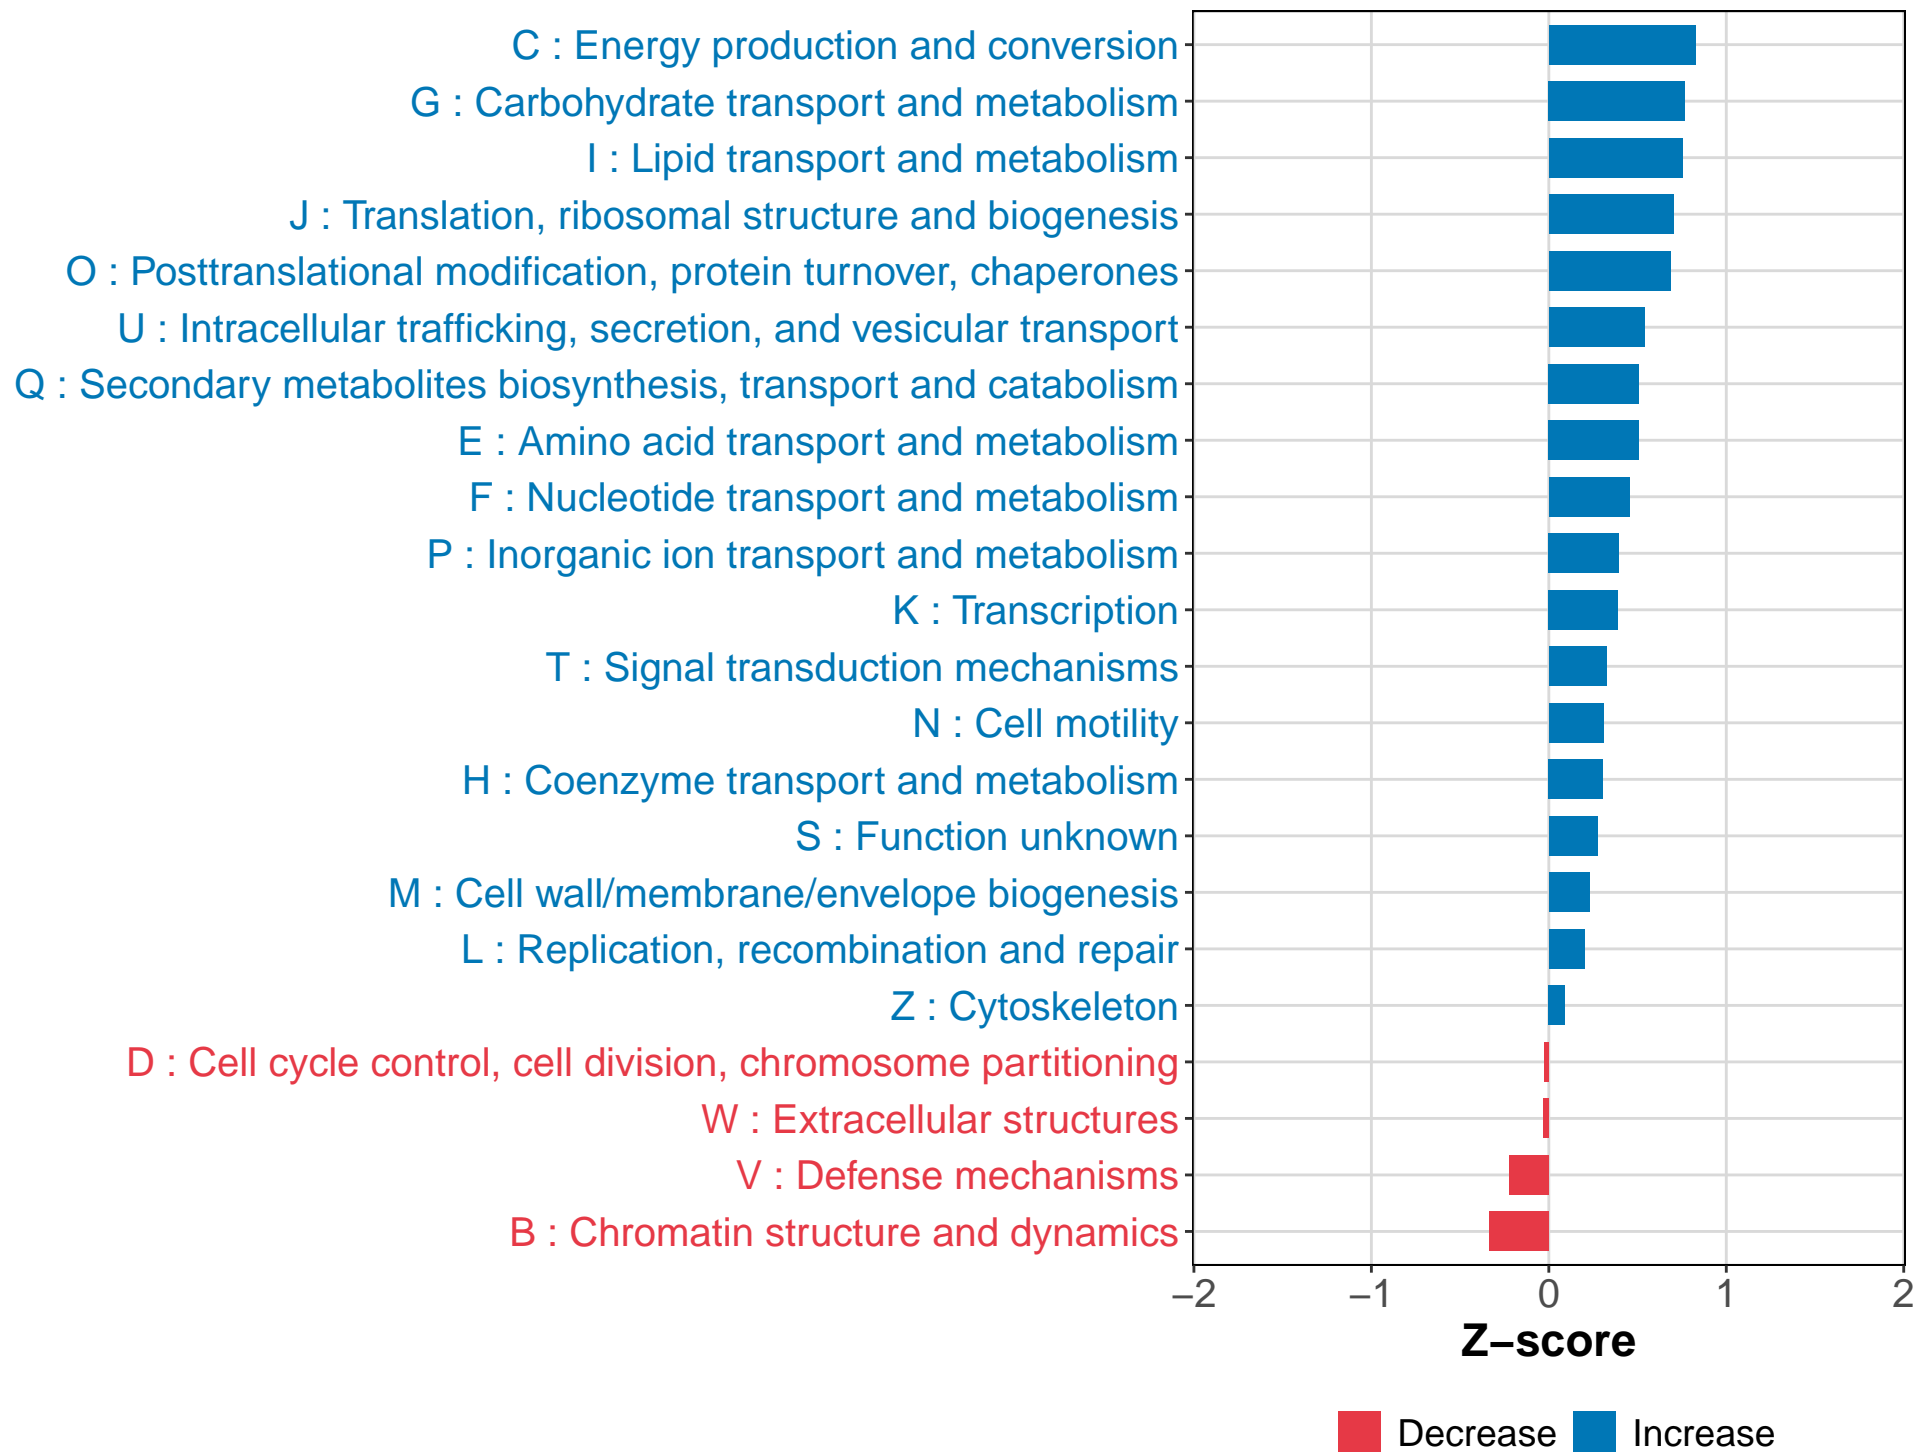 C : Energy production and conversion
G : Carbohydrate transport and metabolism
I : Lipid transport and metabolism
J : Translation, ribosomal structure and biogenesis
O : Posttranslational modification, protein turnover, chaperones
U : Intracellular trafficking, secretion, and vesicular transport
Q : Secondary metabolites biosynthesis, transport and catabolism
E : Amino acid transport and metabolism
F : Nucleotide transport and metabolism
P : Inorganic ion transport and metabolism
K : Transcription
T : Signal transduction mechanisms
N : Cell motility
H : Coenzyme transport and metabolism
S : Function unknown
M : Cell wall/membrane/envelope biogenesis
L : Replication, recombination and repair
Z : Cytoskeleton
D : Cell cycle control, cell division, chromosome partitioning
W : Extracellular structures
V : Defense mechanisms
B : Chromatin structure and dynamics
−2 −1 0 1 2
Z−score
Decrease Increase